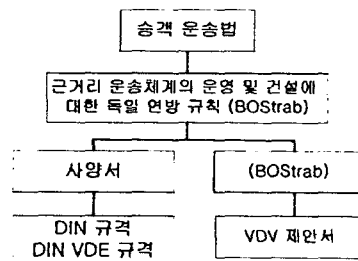 승객 운송법
근거리 운송체계의 운영 및 건설에
대한 독일 연방 규칙 (BOStrab)
사양서
(BOStrab)
DIN 규격
DIN VDE 규격
VDV 제안서